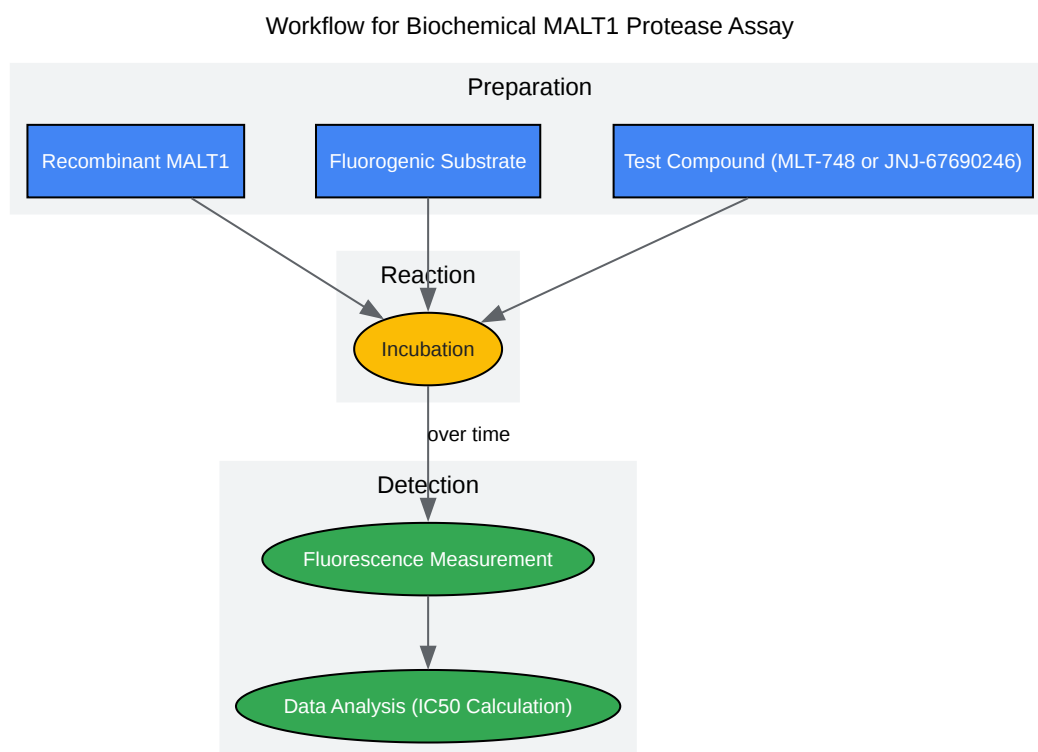 Workflow for Biochemical MALT1 Protease Assay
Preparation
Recombinant MALT1
Fluorogenic Substrate
Test Compound (MLT-748 or JNJ-67690246)
Reaction
Incubation
over time
Detection
Fluorescence Measurement
Data Analysis (IC50 Calculation)